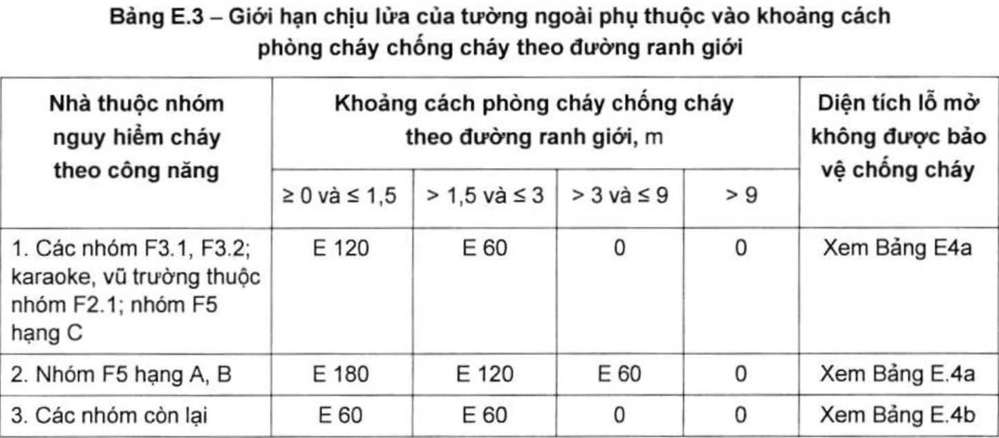 Bảng E.3 – Giới hạn chịu lửa của tường ngoài phụ thuộc vào khoảng cách
phòng cháy chống cháy theo đường ranh giới
Nhà thuộc nhóm
nguy hiểm cháy
theo công năng
Khoảng cách phòng cháy chống cháy
theo đường ranh giới, m
Diện tích lỗ mở
không được bảo
vệ chống cháy
≥ 0 và ≤ 1,5
> 1,5 và ≤ 3
> 3 và ≤ 9
> 9
1. Các nhóm F3.1, F3.2;
karaoke, vũ trường thuộc
nhóm F2.1; nhóm F5
hạng C
E 120
E 60
0
0
Xem Bảng E4a
2. Nhóm F5 hạng A, B
E 180
E 120
E 60
0
Xem Bảng E.4a
3. Các nhóm còn lại
E 60
E 60
0
0
Xem Bảng E.4b